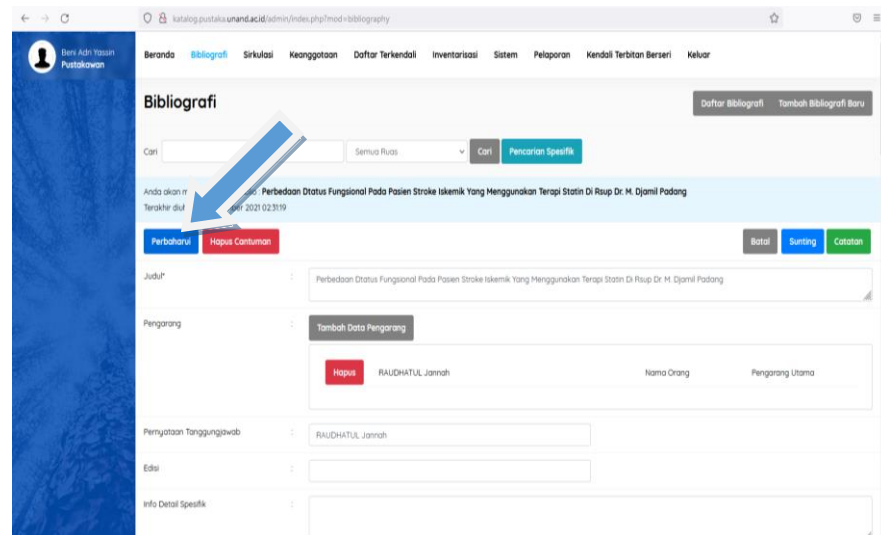 katalog.pustaka.unand.ac.id/admin/index.php?mod=bibliography
Beni Adri Yassin
Pustakawan
Beranda Bibliografi Sirkulasi Keanggotaan Daftar Terkendali Inventarisasi Sistem Pelaporan Kendali Terbitan Berseri Keluar
Bibliografi
Daftar Bibliografi Tambah Bibliografi Baru
Cari Semua Ruas Cari Pencarian Spesifik
Anda akan Perbedaan Dtatus Fungsional Pada Pasien Stroke Iskemik Yang Menggunakan Terapi Statin Di Rsup Dr. M. Djamil Padang
Terakhir 2021 02:31:19
Perbaharui Hapus Cantuman Batal Sunting Catatan
Judul* : Perbedaan Dtatus Fungsional Pada Pasien Stroke Iskemik Yang Menggunakan Terapi Statin Di Rsup Dr. M. Djamil Padang
Pengarang : Tambah Data Pengarang
Hapus RAUDHATUL Jannah Nama Orang Pengarang Utama
Pernyataan Tanggungjawab : RAUDHATUL Jannah
Edisi :
Info Detail Spesifik :